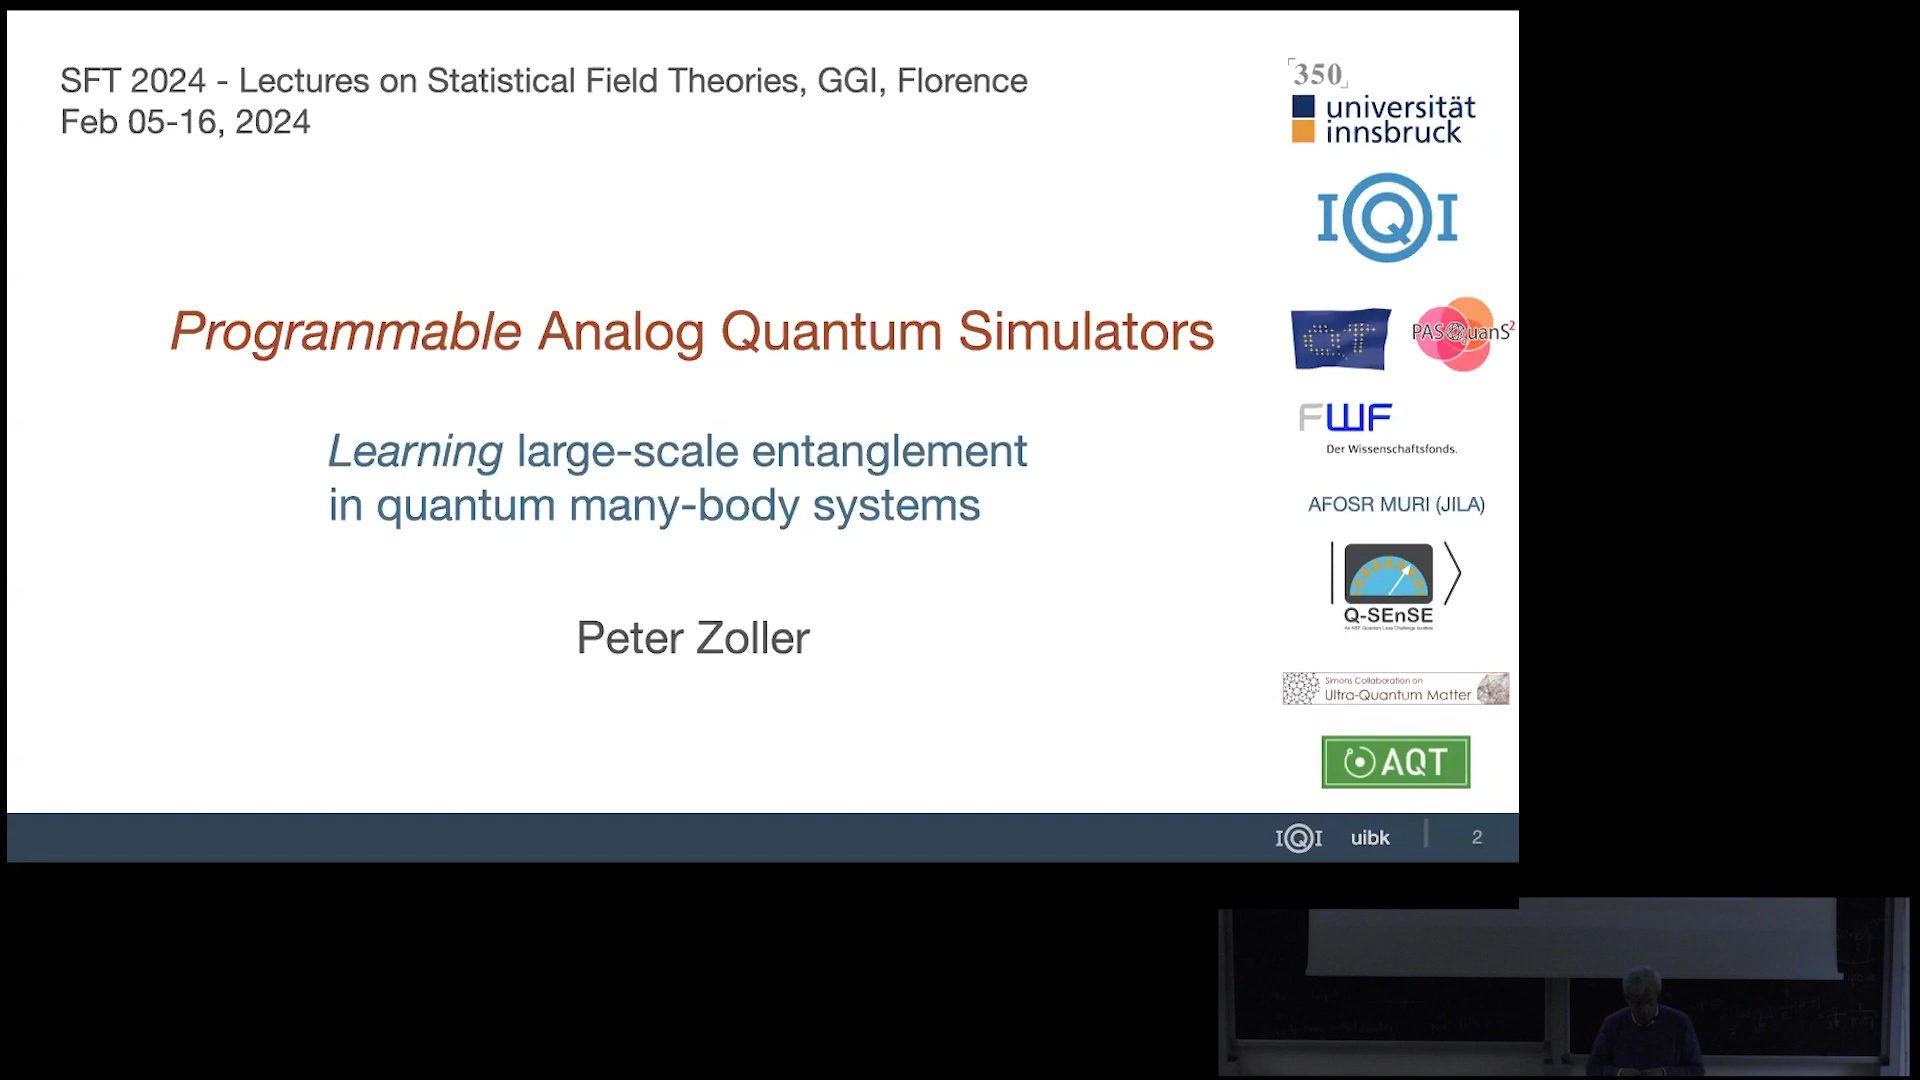 SFT 2024 - Lectures on Statistical Field Theories, GGI, Florence
Feb 05-16, 2024
350
universität
innsbruck
IQI
Programmable Analog Quantum Simulators
QT
PASQuanS²
FWF
Der Wissenschaftsfonds.
Learning large-scale entanglement
in quantum many-body systems
AFOSR MURI (JILA)
Q-SEnSE
Peter Zoller
Simons Collaboration on
Ultra-Quantum Matter
AQT
IQI uibk 2